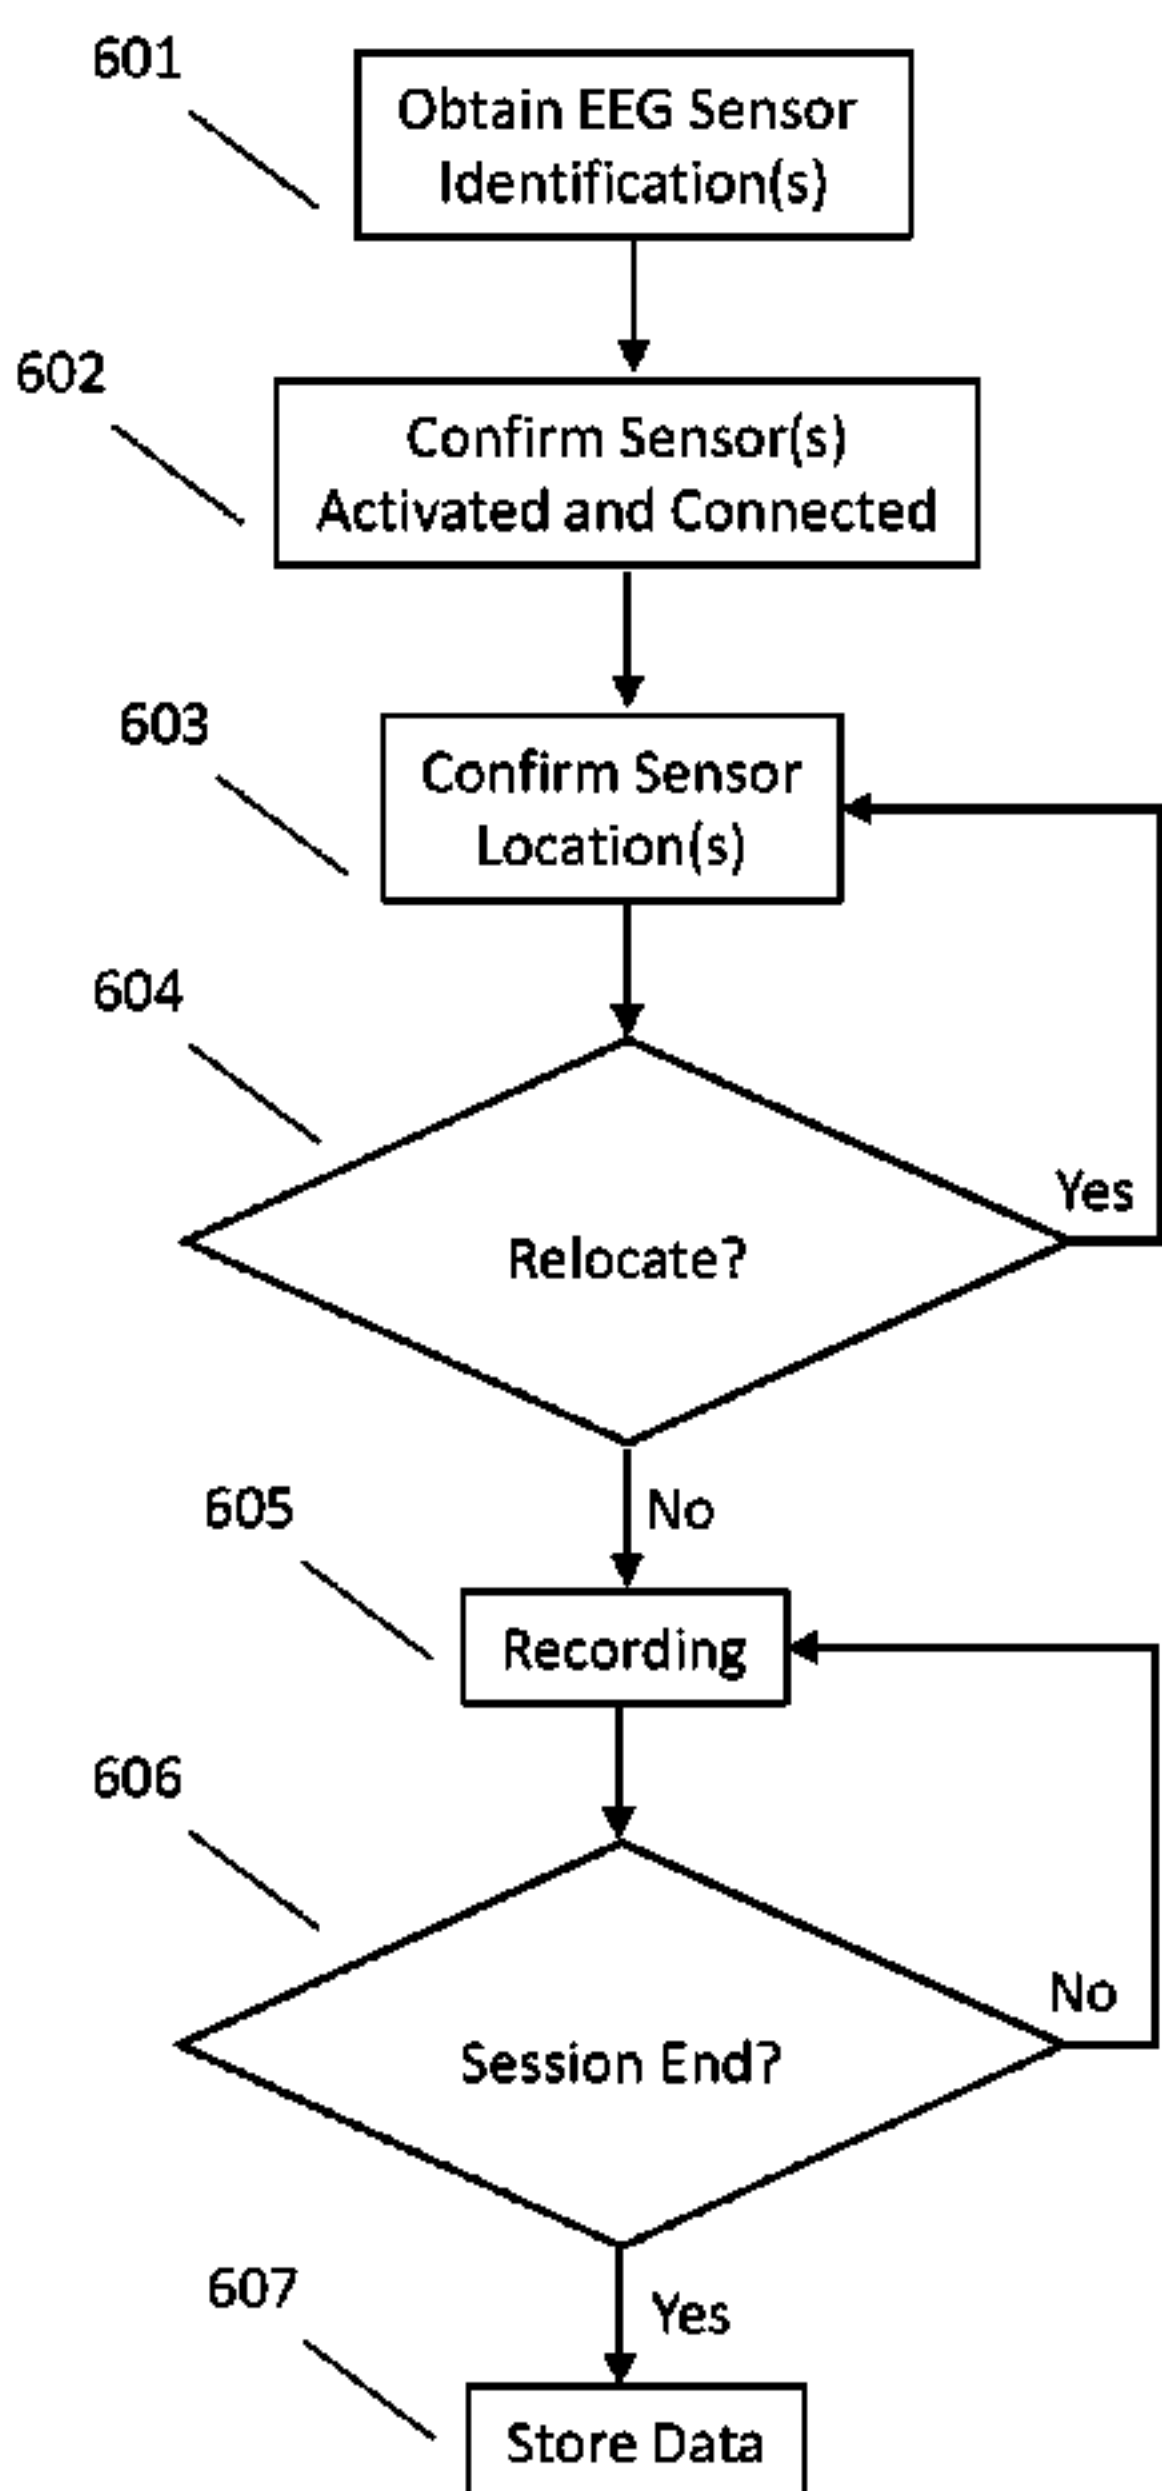 601
Obtain EEG Sensor
Identification(s)
602
Confirm Sensor(s)
Activated and Connected
603
Confirm Sensor
Location(s)
604
Relocate?
Yes
No
605
Recording
606
Session End?
No
Yes
607
Store Data